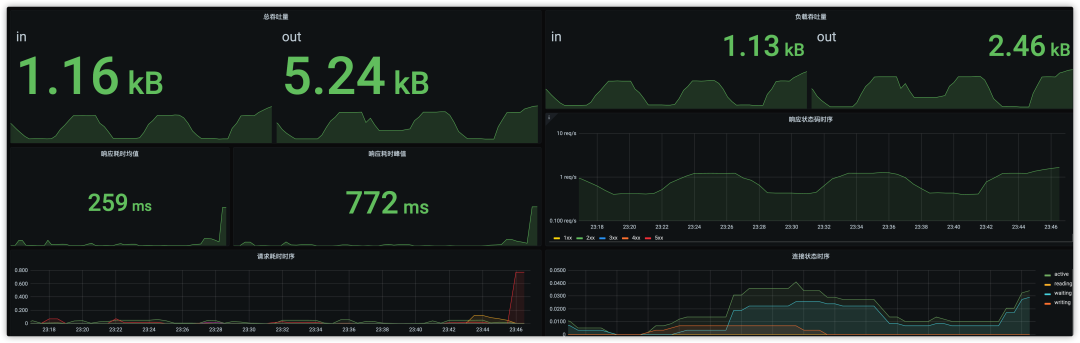 总吞吐量
in
1.16 kB
out
5.24 kB
负载吞吐量
in
1.13 kB
out
2.46 kB
响应耗时均值
259 ms
响应耗时峰值
772 ms
响应状态码时序
i
10 req/s
1 req/s
0.100 req/s
23:18 23:20 23:22 23:24 23:26 23:28 23:30 23:32 23:34 23:36 23:38 23:40 23:42 23:44 23:46
1xx 2xx 3xx 4xx 5xx
请求耗时时序
0.800
0.600
0.400
0.200
0
23:18 23:20 23:22 23:24 23:26 23:28 23:30 23:32 23:34 23:36 23:38 23:40 23:42 23:44 23:46
连接状态时序
0.0500
0.0400
0.0300
0.0200
0.0100
active
reading
waiting
writing